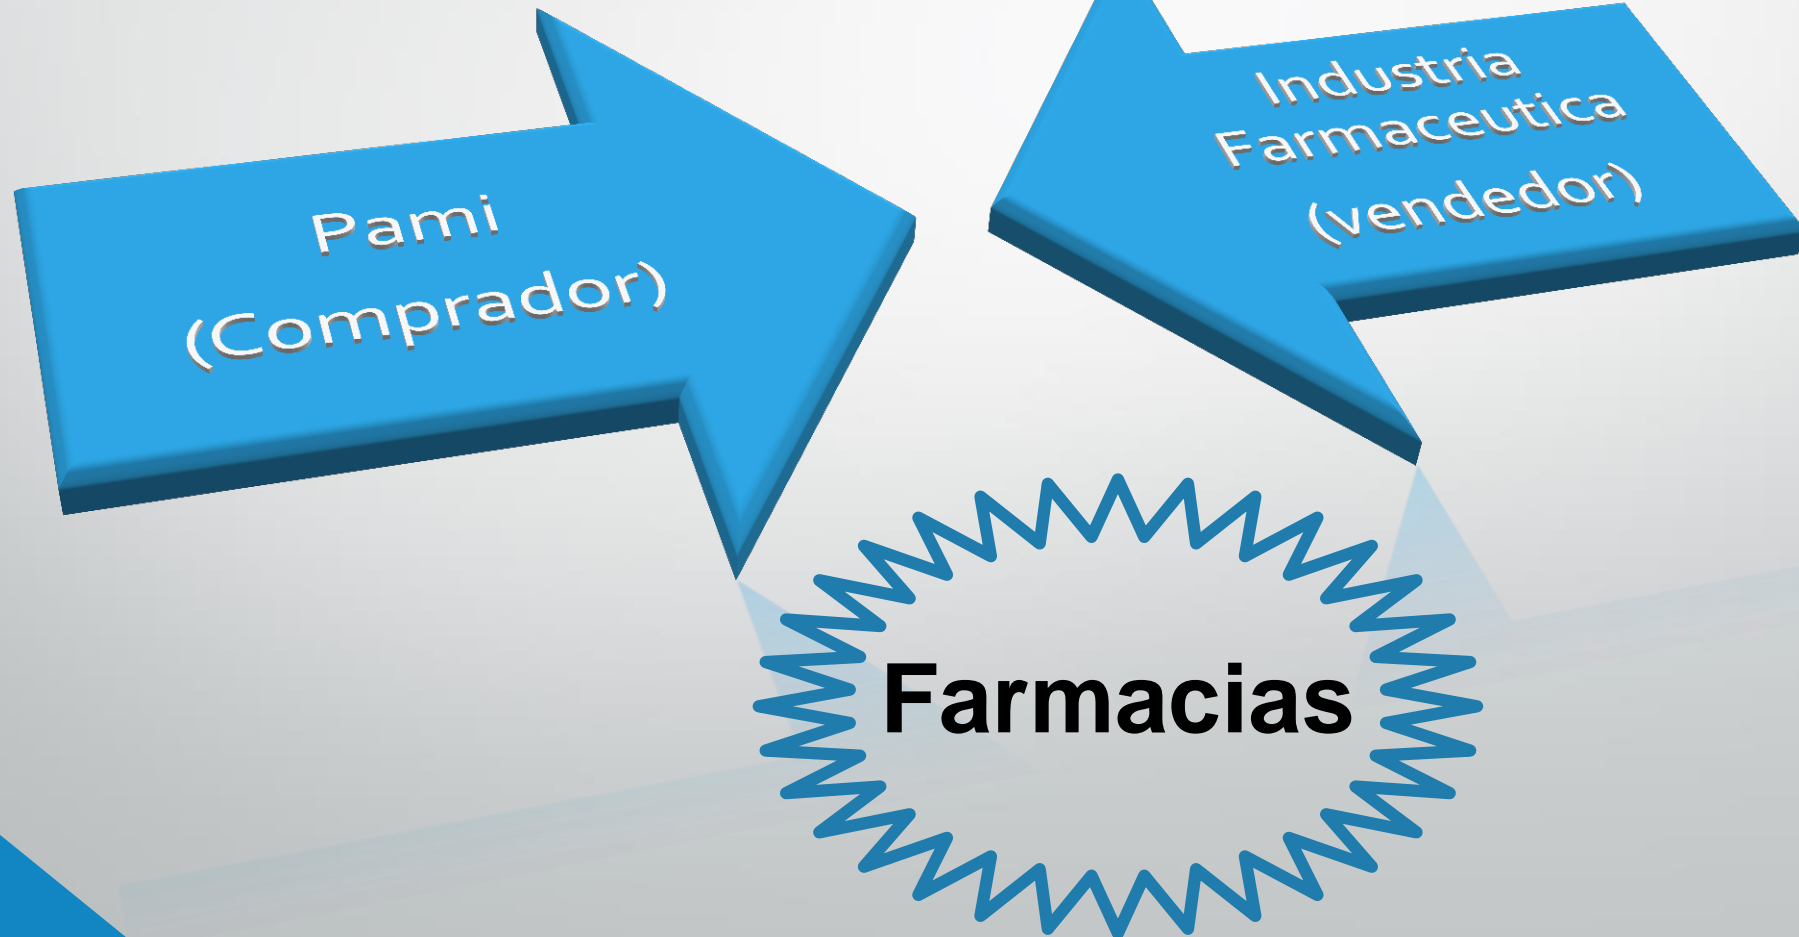 Pami
(Comprador)
Industria
Farmaceutica
(vendedor)
Farmacias